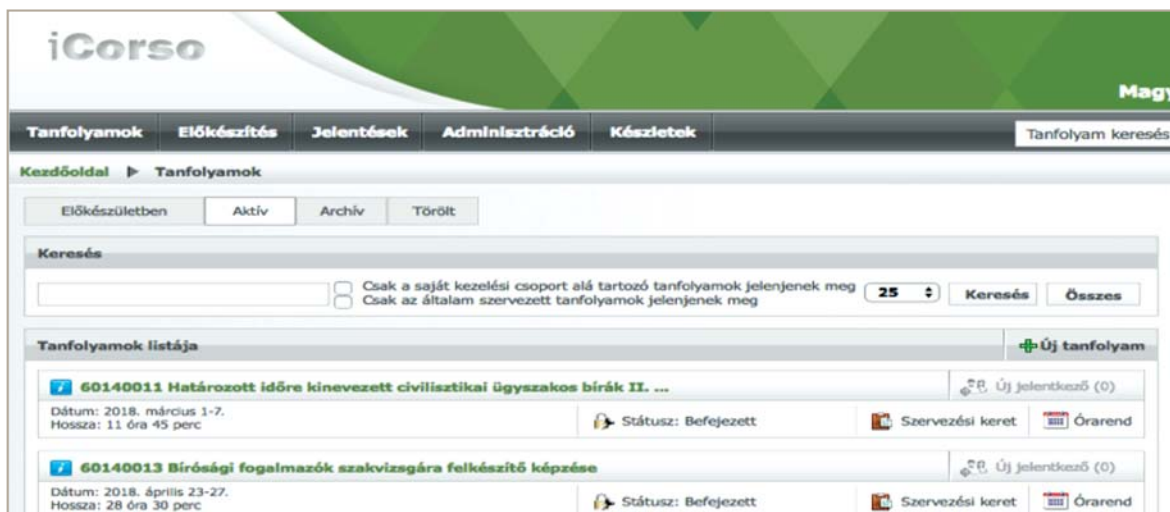 iCorso
Magy
Tanfolyamok Előkészítés Jelentések Adminisztráció Készletek Tanfolyam keresés
Kezdőoldal Tanfolyamok
Előkészületben Aktív Archív Törölt
Keresés
Csak a saját kezelési csoport alá tartozó tanfolyamok jelenjenek meg
Csak az általam szervezett tanfolyamok jelenjenek meg
25 Keresés Összes
Tanfolyamok listája Új tanfolyam
60140011 Határozott időre kinevezett civilisztikai ügyszakos bírák II. ... Új jelentkező (0)
Dátum: 2018. március 1-7.
Hossza: 11 óra 45 perc
Státusz: Befejezett Szervezési keret Órarend
60140013 Bírósági fogalmazók szakvizsgára felkészítő képzése Új jelentkező (0)
Dátum: 2018. április 23-27.
Hossza: 28 óra 30 perc
Státusz: Befejezett Szervezési keret Órarend